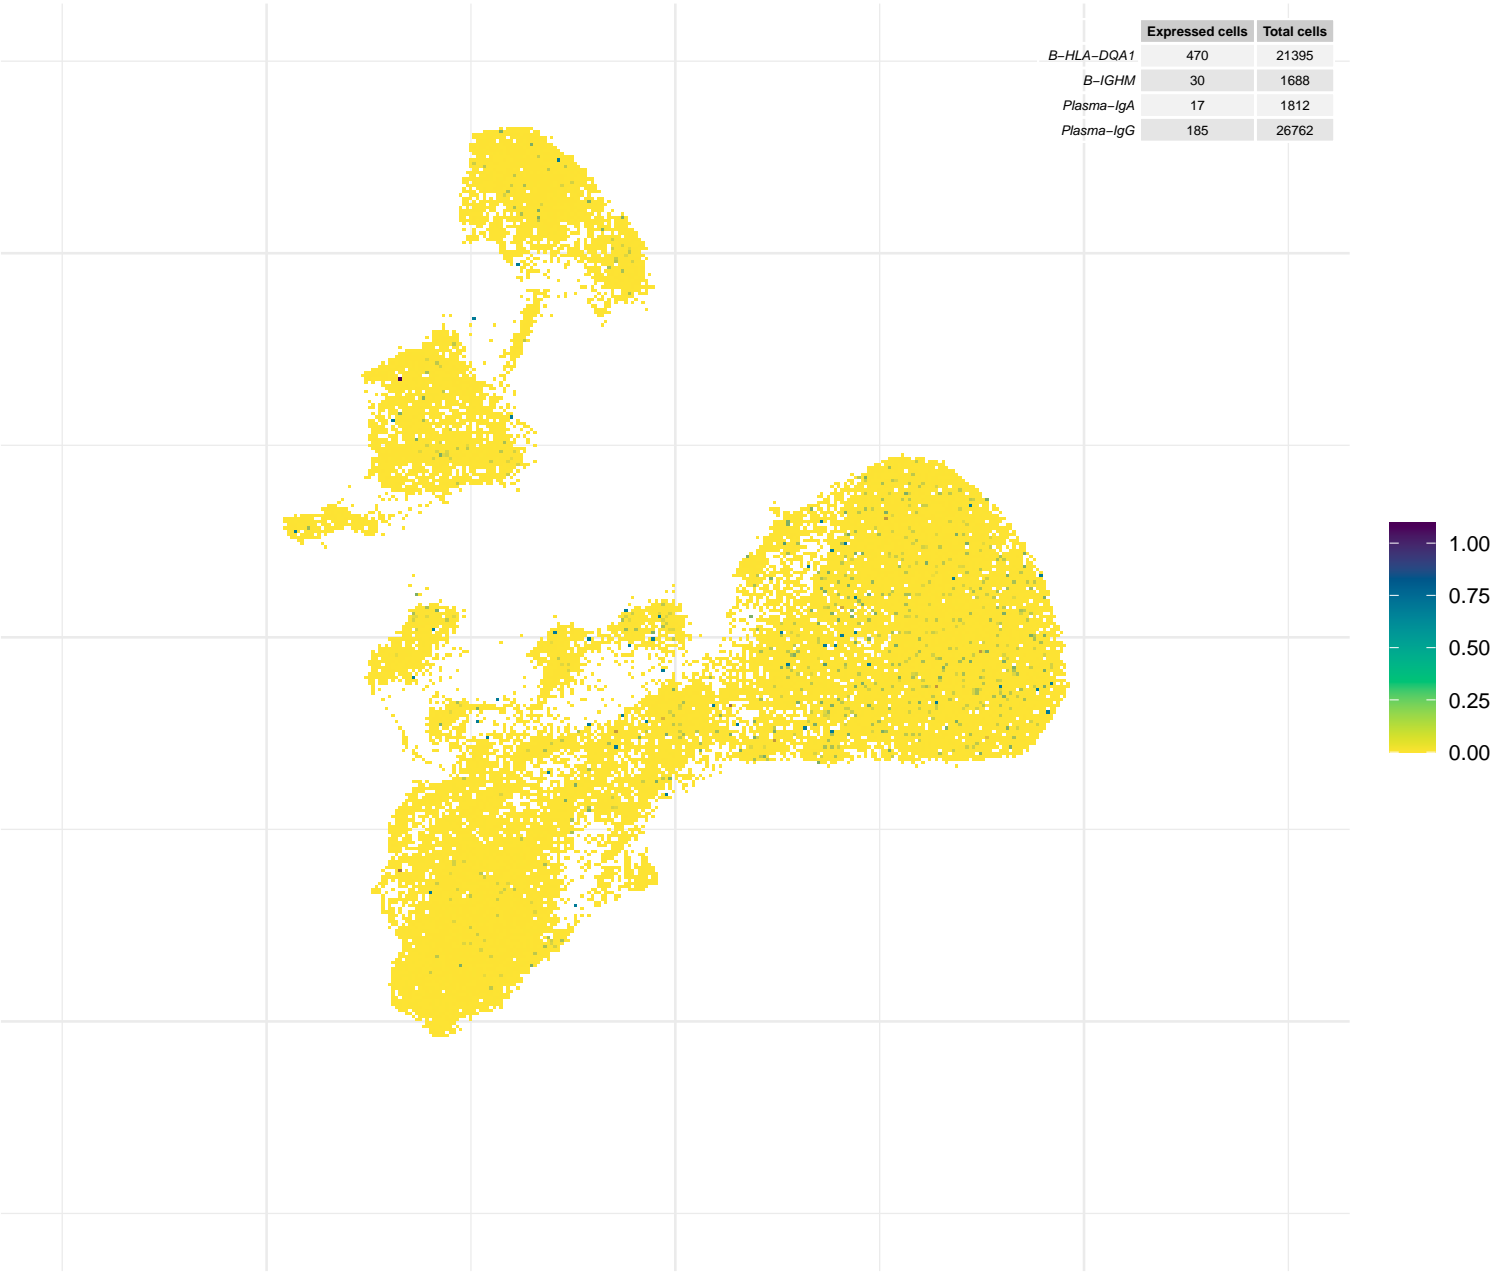 Expressed cells Total cells
B−HLA−DQA1 470 21395
B−IGHM 30 1688
Plasma−IgA 17 1812
Plasma−IgG 185 26762
1.00
0.75
0.50
0.25
0.00